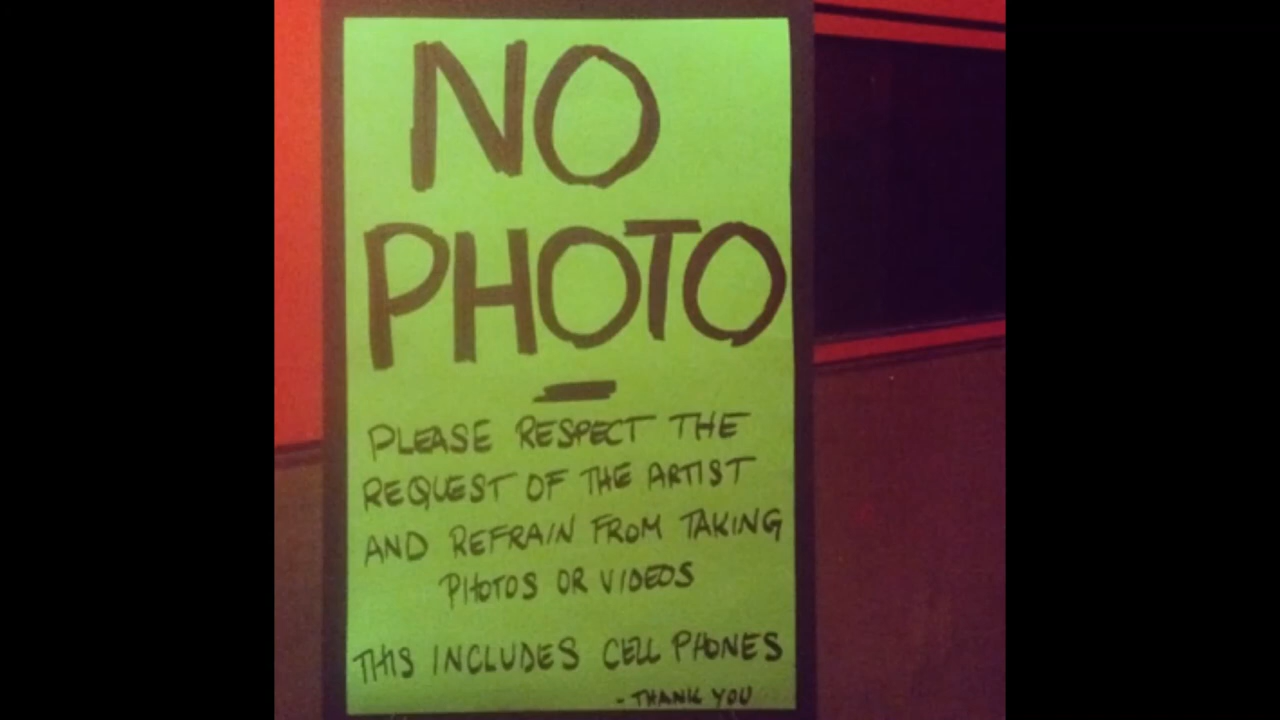 NO
PHOTO
PLEASE RESPECT THE
REQUEST OF THE ARTIST
AND REFRAIN FROM TAKING
PHOTOS OR VIDEOS
THIS INCLUDES CELL PHONES
- THANK YOU